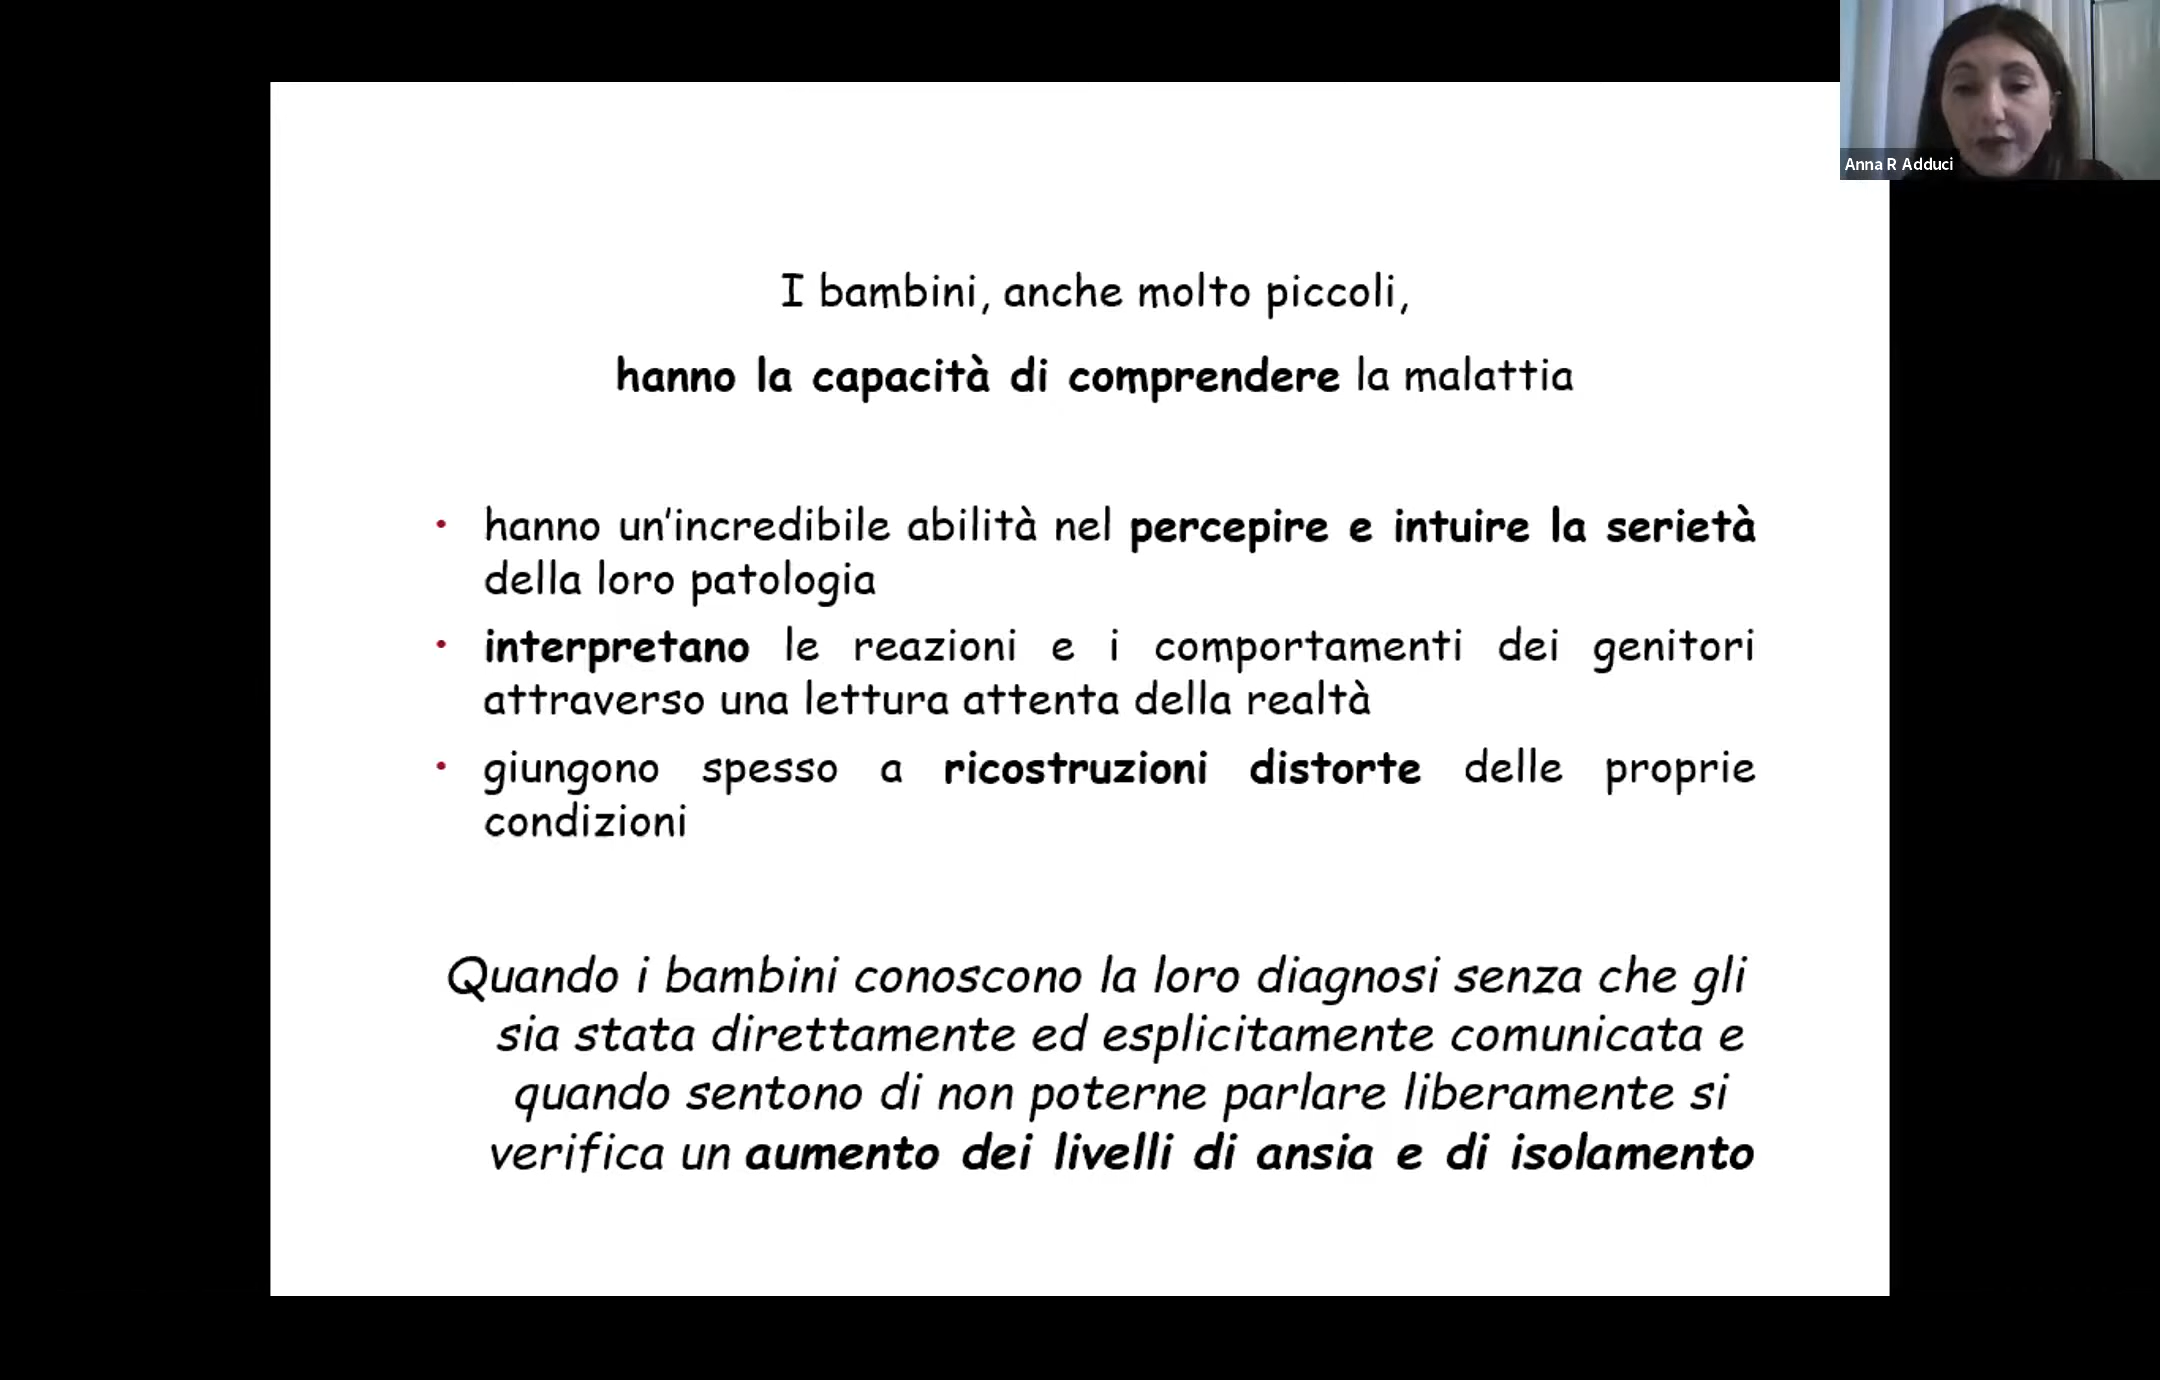 Anna R Adduci
I bambini, anche molto piccoli,
hanno la capacità di comprendere la malattia
• hanno un'incredibile abilità nel percepire e intuire la serietà
della loro patologia
• interpretano le reazioni e i comportamenti dei genitori
attraverso una lettura attenta della realtà
• giungono spesso a ricostruzioni distorte delle proprie
condizioni
Quando i bambini conoscono la loro diagnosi senza che gli
sia stata direttamente ed esplicitamente comunicata e
quando sentono di non poterne parlare liberamente si
verifica un aumento dei livelli di ansia e di isolamento